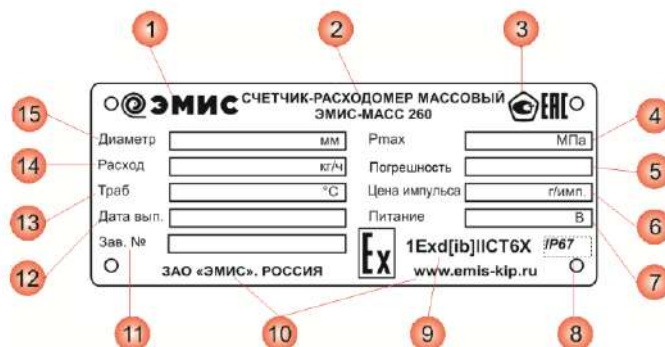 1 2 3
ЭМИС СЧЕТЧИК-РАСХОДОМЕР МАССОВЫЙ ЕАС
ЭМИС-МАСС 260
15 Диаметр мм Pmax МПа 4
14 Расход кг/ч Погрешность 5
13 Траб °С Цена импульса г/имп. 6
12 Дата вып. Питание В 7
Зав. № Ex 1Exd[ib]IICT6X IP67
ЗАО «ЭМИС». РОССИЯ www.emis-kip.ru
11 10 9 8